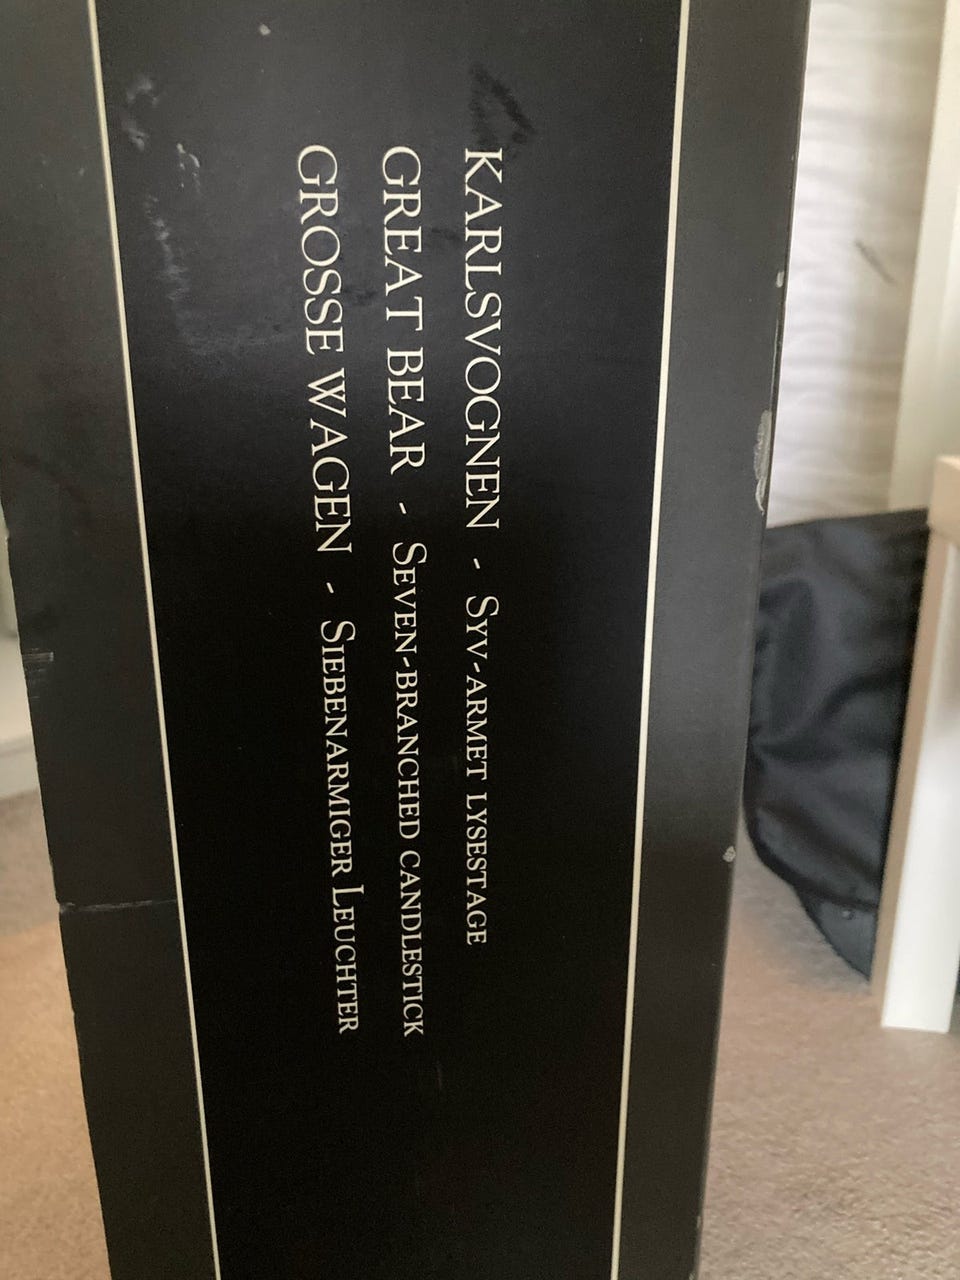 KARLSVOGNEN - SYV-ARMET LYSESTAGE
GREAT BEAR - SEVEN-BRANCHED CANDLESTICK
GROSSE WAGEN - SIEBENARMIGER LEUCHTER